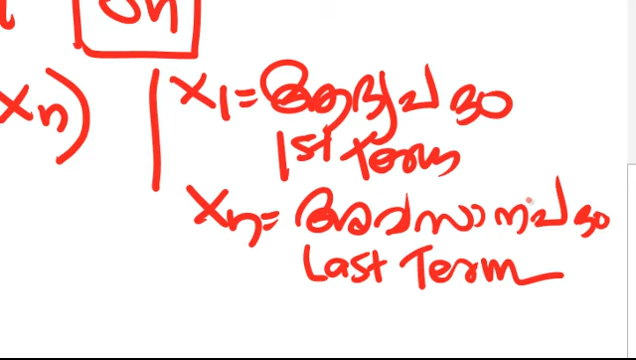 Sn
xn) | x1 = ആദ്യപദം
1st Term
xn = അവസാനപദം
Last Term